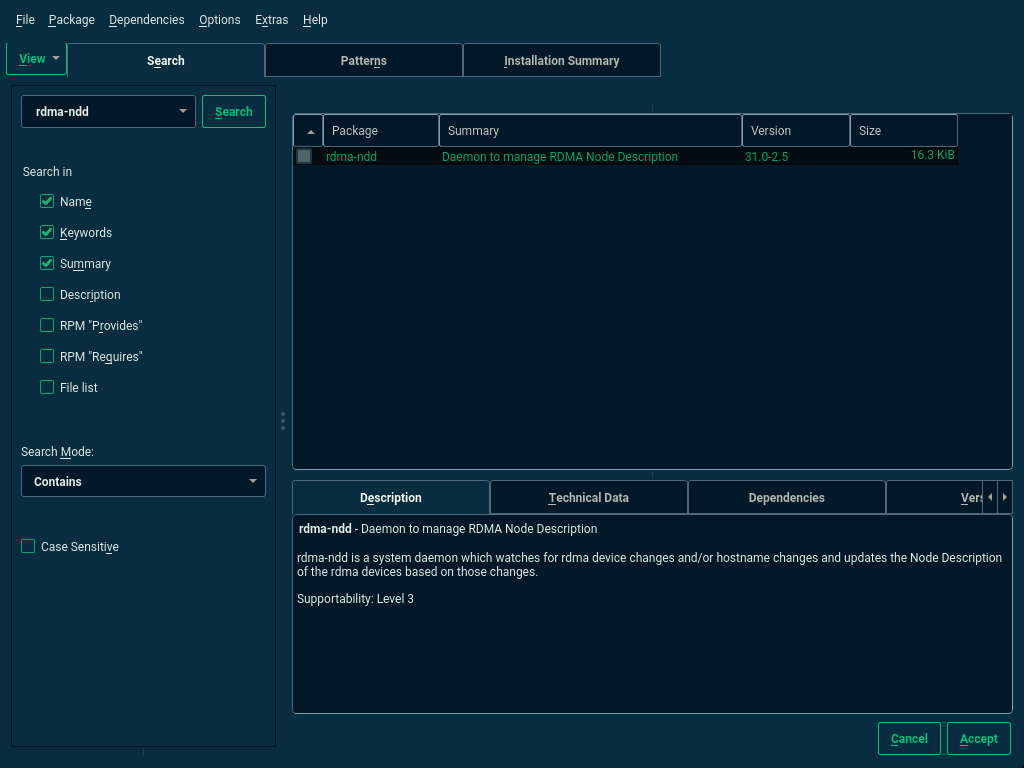 File Package Dependencies Options Extras Help
View Search Patterns Installation Summary
rdma-ndd Search
Package Summary Version Size
rdma-ndd Daemon to manage RDMA Node Description 31.0-2.5 16.3 KiB
Search in
Name
Keywords
Summary
Description
RPM "Provides"
RPM "Requires"
File list
Search Mode:
Contains
Case Sensitive
Description Technical Data Dependencies Vers
rdma-ndd - Daemon to manage RDMA Node Description
rdma-ndd is a system daemon which watches for rdma device changes and/or hostname changes and updates the Node Description
of the rdma devices based on those changes.
Supportability: Level 3
Cancel Accept